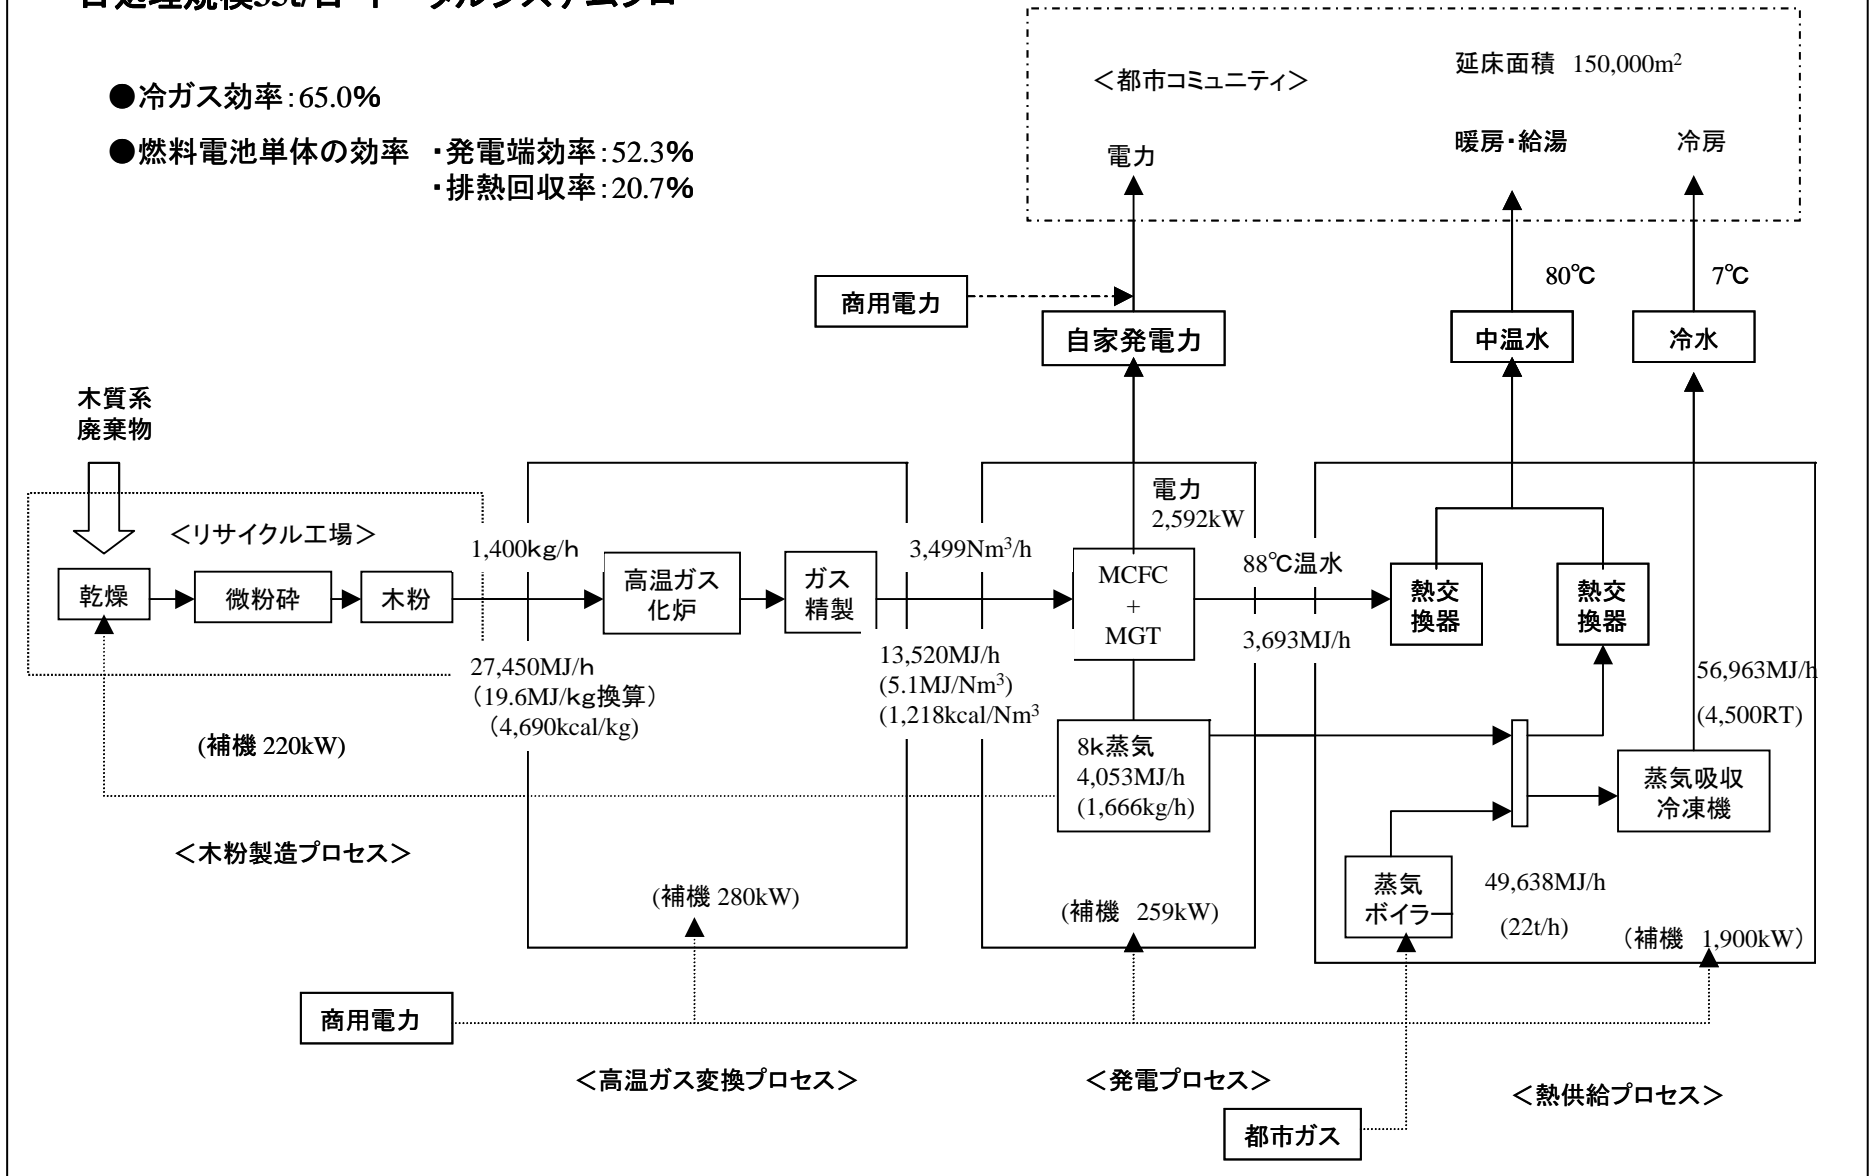 ●冷ガス効率：65.0%
●燃料電池単体の効率 ・発電端効率：52.3%
・排熱回収率：20.7%
延床面積 150,000m²
＜都市コミュニティ＞
電力
暖房・給湯
冷房
80℃
7℃
商用電力
自家発電力
中温水
冷水
木質系
廃棄物
＜リサイクル工場＞
乾燥
微粉砕
木粉
1,400kg/h
27,450MJ/h
（19.6MJ/kg換算）
（4,690kcal/kg)
(補機 220kW)
＜木粉製造プロセス＞
高温ガス
化炉
ガス
精製
3,499Nm³/h
13,520MJ/h
(5.1MJ/Nm³)
(1,218kcal/Nm³
(補機 280kW)
電力
2,592kW
MCFC
+
MGT
88℃温水
3,693MJ/h
8k蒸気
4,053MJ/h
(1,666kg/h)
(補機 259kW)
熱交
換器
熱交
換器
56,963MJ/h
(4,500RT)
蒸気吸収
冷凍機
蒸気
ボイラー
49,638MJ/h
(22t/h)
（補機 1,900kW）
商用電力
＜高温ガス変換プロセス＞
＜発電プロセス＞
＜熱供給プロセス＞
都市ガス